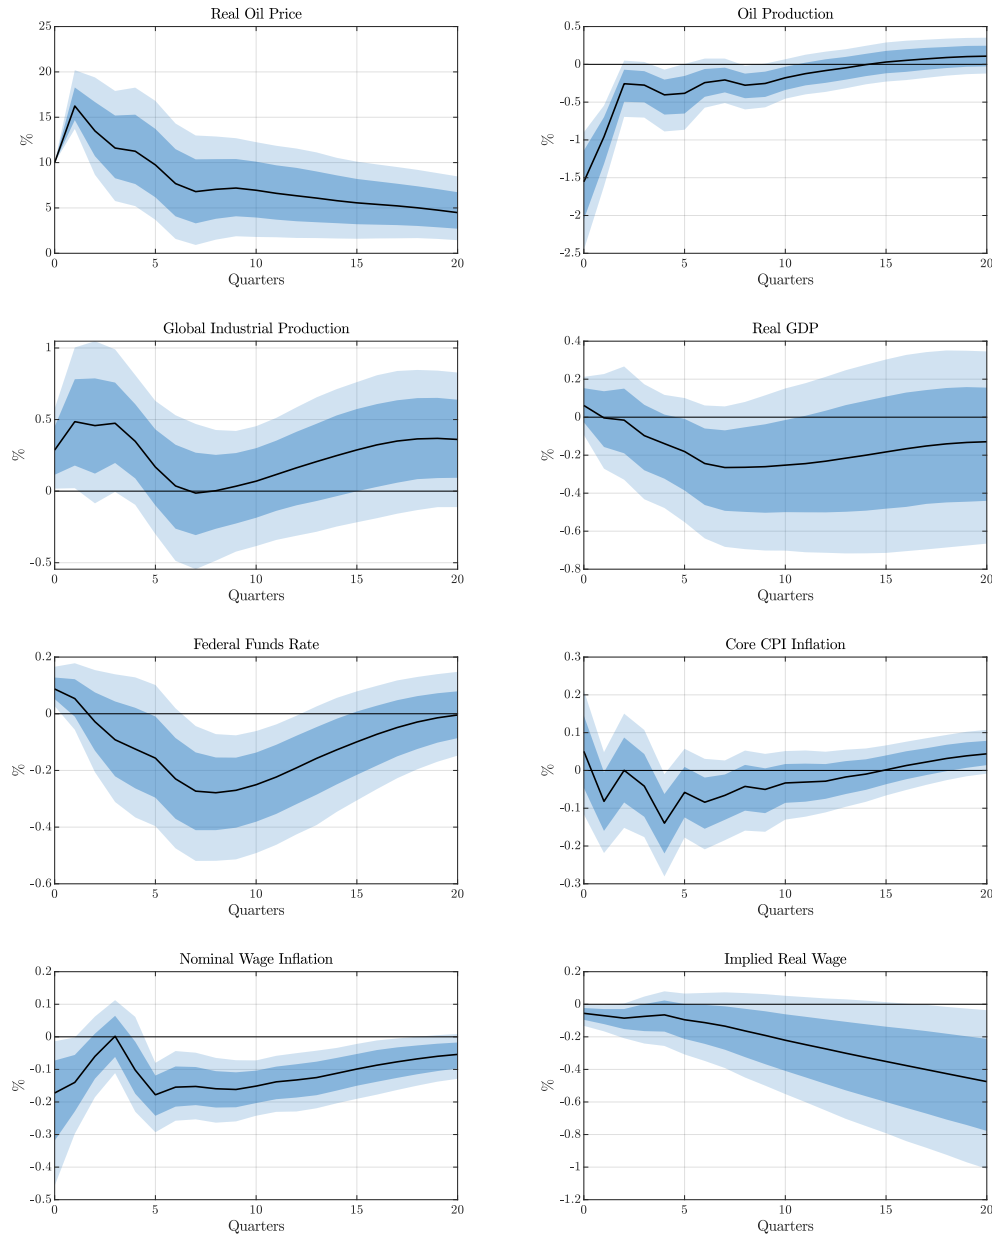 Real Oil Price
25
20
15
10
5
0
%
0 5 10 15 20
Quarters
Oil Production
0.5
0
-0.5
-1
-1.5
-2
-2.5
%
0 5 10 15 20
Quarters
Global Industrial Production
1
0.5
0
-0.5
%
0 5 10 15 20
Quarters
Real GDP
0.4
0.2
0
-0.2
-0.4
-0.6
-0.8
%
0 5 10 15 20
Quarters
Federal Funds Rate
0.2
0
-0.2
-0.4
-0.6
%
0 5 10 15 20
Quarters
Core CPI Inflation
0.3
0.2
0.1
0
-0.1
-0.2
-0.3
%
0 5 10 15 20
Quarters
Nominal Wage Inflation
0.2
0.1
0
-0.1
-0.2
-0.3
-0.4
-0.5
%
0 5 10 15 20
Quarters
Implied Real Wage
0.2
0
-0.2
-0.4
-0.6
-0.8
-1
-1.2
%
0 5 10 15 20
Quarters